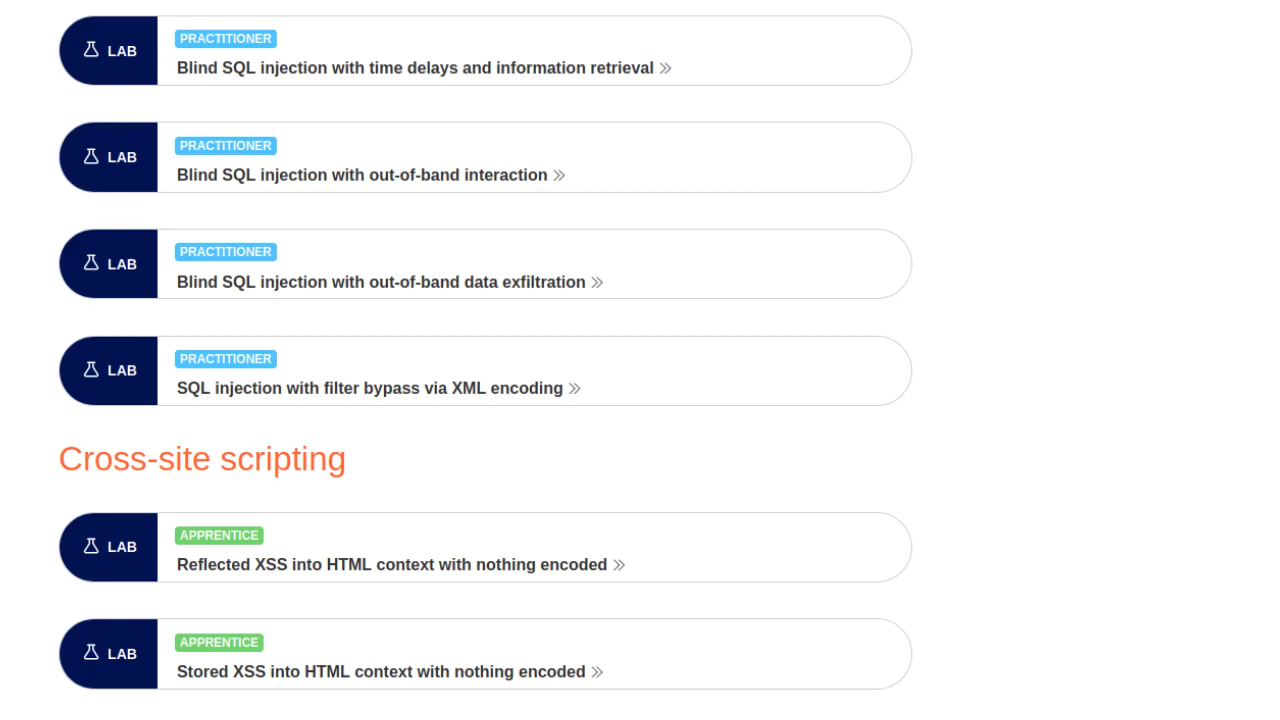 LAB
PRACTITIONER
Blind SQL injection with time delays and information retrieval
LAB
PRACTITIONER
Blind SQL injection with out-of-band interaction
LAB
PRACTITIONER
Blind SQL injection with out-of-band data exfiltration
LAB
PRACTITIONER
SQL injection with filter bypass via XML encoding
Cross-site scripting
LAB
APPRENTICE
Reflected XSS into HTML context with nothing encoded
LAB
APPRENTICE
Stored XSS into HTML context with nothing encoded